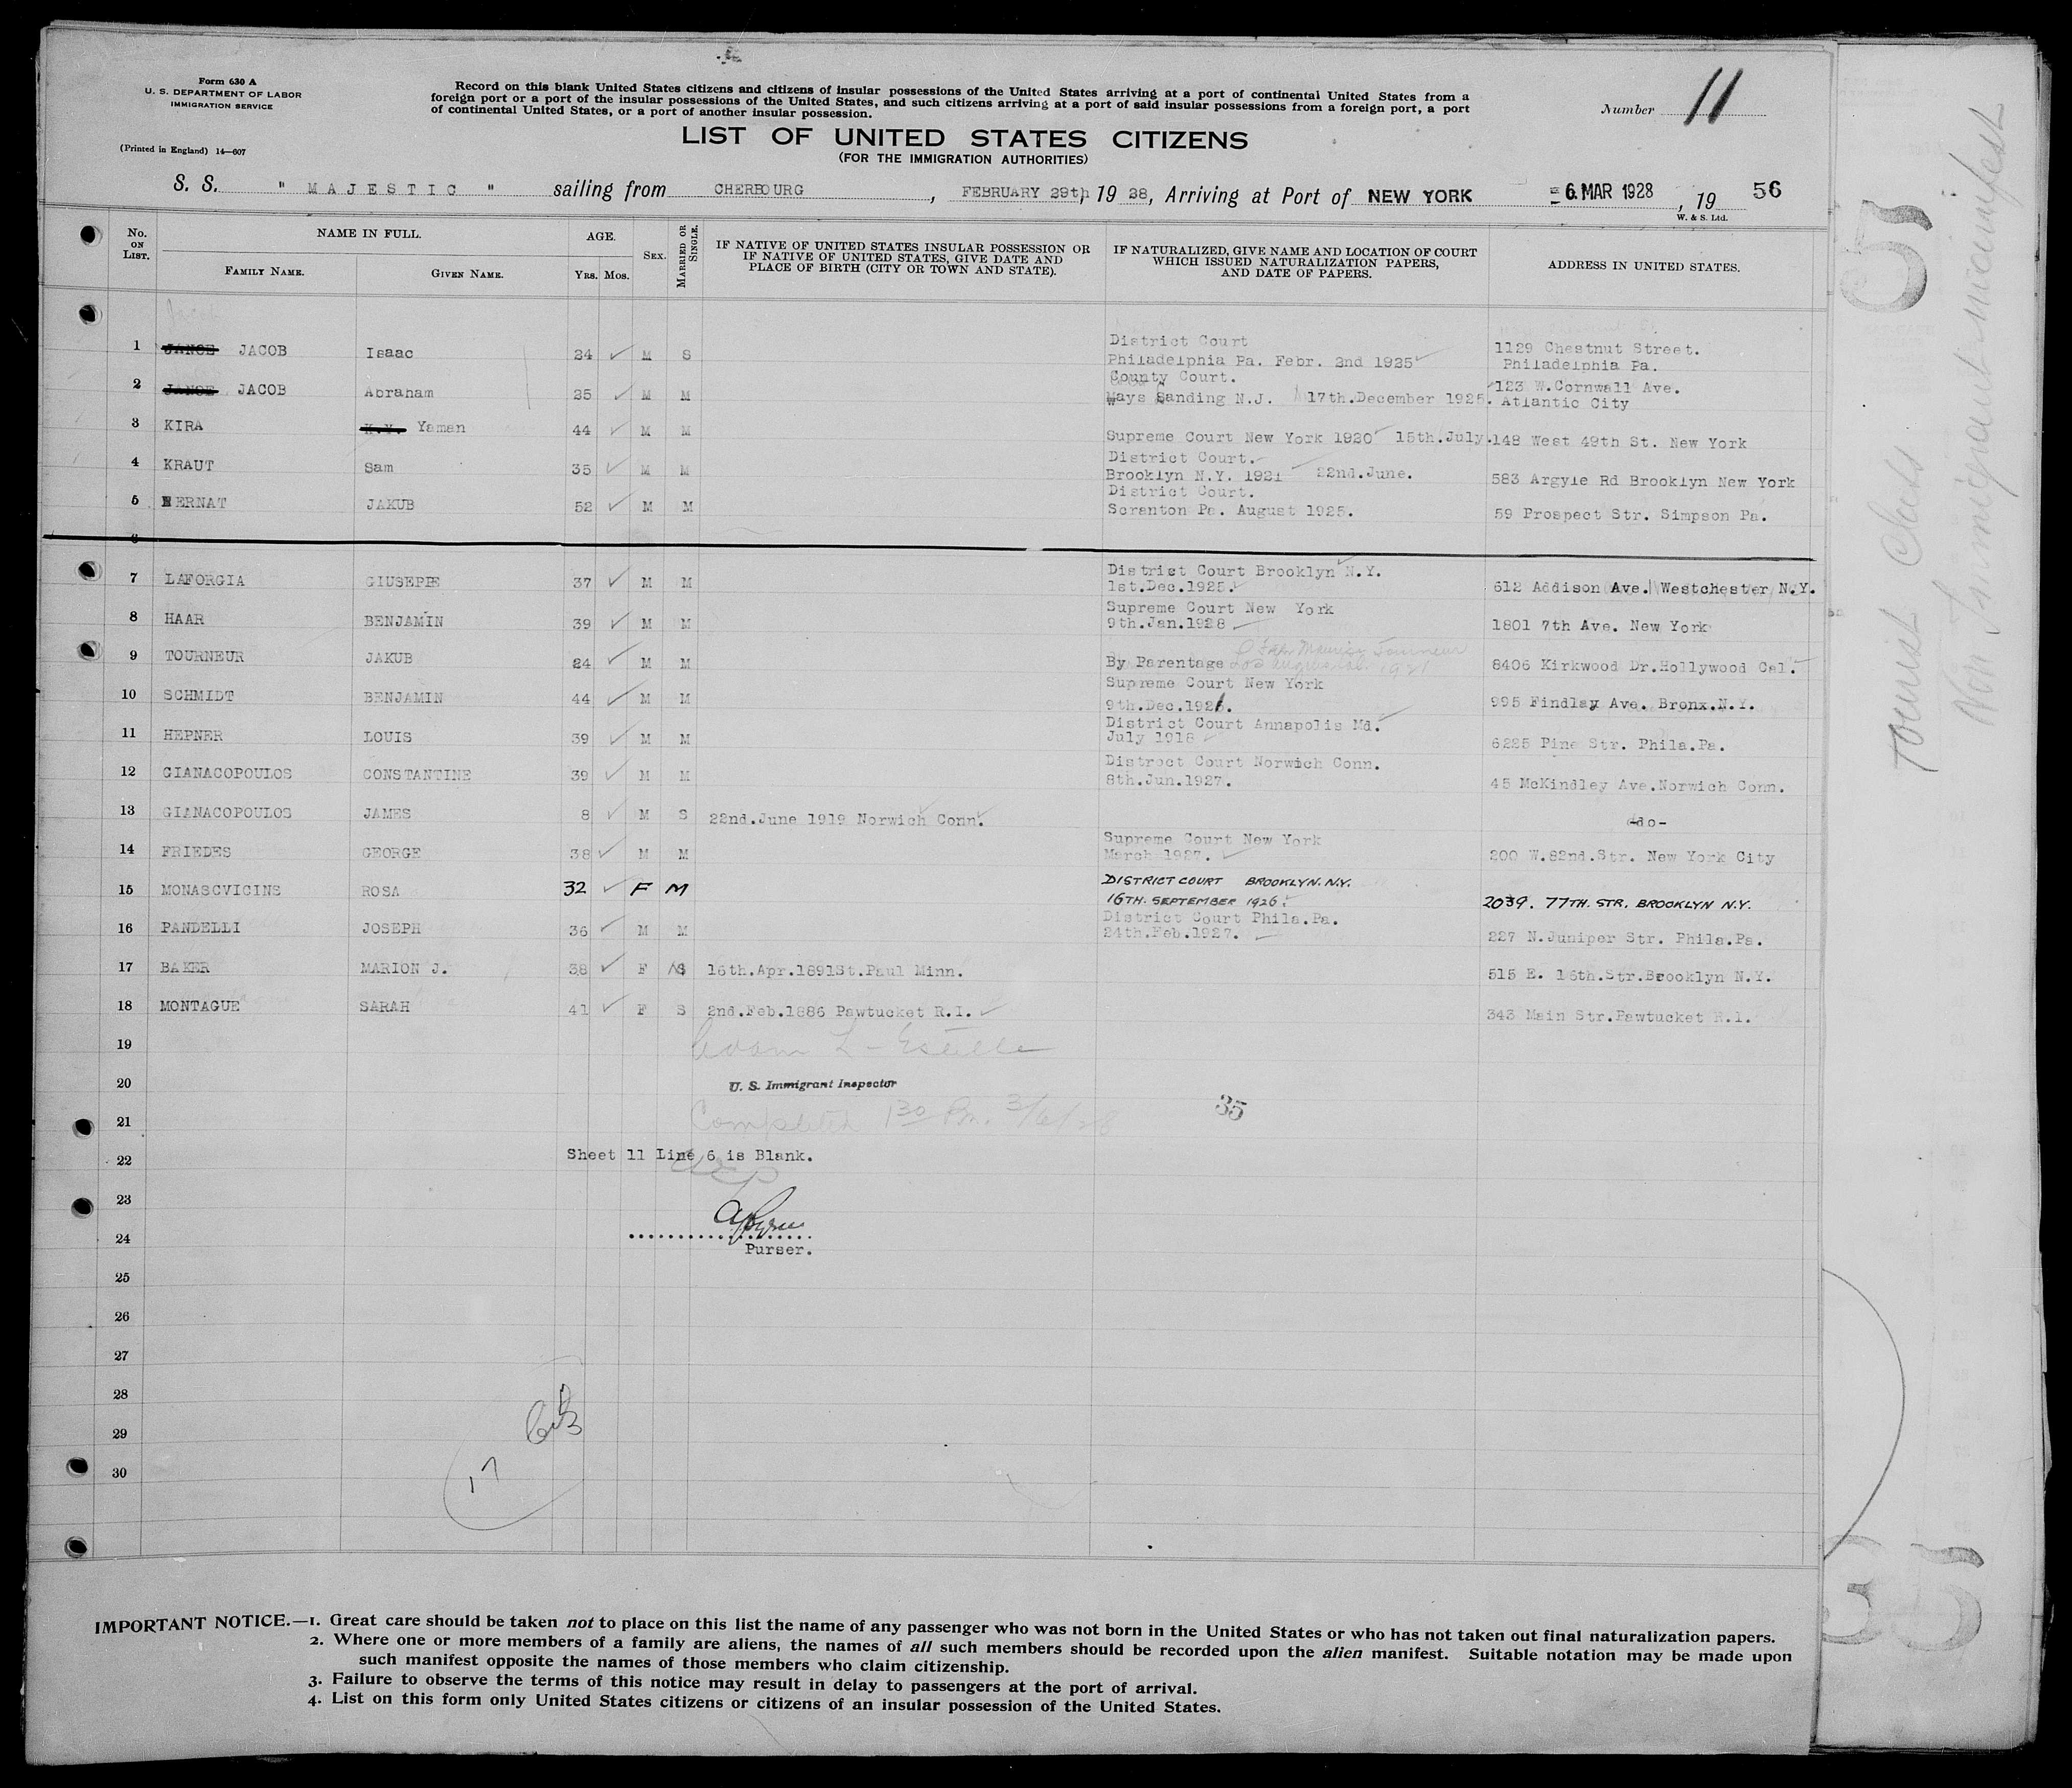 Form 630 A
U. S. DEPARTMENT OF LABOR
IMMIGRATION SERVICE
(Printed in England) 14—607
Record on this blank United States citizens and citizens of insular possessions of the United States arriving at a port of continental United States from a
foreign port or a port of the insular possessions of the United States, and such citizens arriving at a port of said insular possessions from a foreign port, a port
of continental United States, or a port of another insular possession.
Number 11
LIST OF UNITED STATES CITIZENS
(FOR THE IMMIGRATION AUTHORITIES)
S. S. " MAJESTIC " sailing from CHERBOURG, FEBRUARY 29th, 19 28, Arriving at Port of NEW YORK 6 MAR 1928, 19 56
W. & S. Ltd.
No. ON LIST. NAME IN FULL. FAMILY NAME. GIVEN NAME. AGE. YRS. MOS. SEX. MARRIED OR SINGLE.
IF NATIVE OF UNITED STATES INSULAR POSSESSION OR
IF NATIVE OF UNITED STATES, GIVE DATE AND
PLACE OF BIRTH (CITY OR TOWN AND STATE).
IF NATURALIZED, GIVE NAME AND LOCATION OF COURT
WHICH ISSUED NATURALIZATION PAPERS,
AND DATE OF PAPERS.
ADDRESS IN UNITED STATES.
1 JACOB Isaac 24 M S District Court
Philadelphia Pa. Febr. 2nd 1925 1129 Chestnut Street.
Philadelphia Pa.
2 JACOB Abraham 25 M M County Court.
Mays Landing N.J. 17th.December 1925. 123 W.Cornwall Ave.
Atlantic City
3 KIRA K.Y. Yaman 44 M M Supreme Court New York 1920 15th.July. 148 West 49th St. New York
4 KRAUT Sam 35 M M District Court.
Brooklyn N.Y. 1921 22nd.June. 583 Argyle Rd Brooklyn New York
5 BERNAT JAKUB 52 M M District Court.
Scranton Pa. August 1925. 59 Prospect Str. Simpson Pa.
6
7 LAFORGIA GIUSEPPE 37 M M District Court Brooklyn N.Y.
1st.Dec.1925. 612 Addison Ave. Westchester N.Y.
8 HAAR BENJAMIN 39 M M Supreme Court New York
9th.Jan.1928 1801 7th Ave. New York
9 TOURNEUR JAKUB 24 M M By Parentage Maurice Tourneur
Los Angeles 1921 8406 Kirkwood Dr.Hollywood Cal.
10 SCHMIDT BENJAMIN 44 M M Supreme Court New York
9th.Dec.1921. 995 Findlay Ave. Bronx.N.Y.
11 HEPNER LOUIS 39 M M District Court Annapolis Md.
July 1918 6225 Pine Str. Phila.Pa.
12 GIANACOPOULOS CONSTANTINE 39 M M District Court Norwich Conn.
8th.Jun.1927. 45 McKindley Ave.Norwich Conn.
13 GIANACOPOULOS JAMES 8 M S 22nd.June 1919 Norwich Conn. -do-
14 FRIEDES GEORGE 38 M M Supreme Court New York
March 1927. 200 W.82nd.Str. New York City
15 MONASCVICINS ROSA 32 F M DISTRICT COURT BROOKLYN. N.Y.
16TH. SEPTEMBER 1926. 2039. 77TH. STR. BROOKLYN N.Y.
16 PANDELLI JOSEPH 36 M M District Court Phila.Pa.
24th.Feb.1927. 227 N.Juniper Str. Phila.Pa.
17 BAKER MARION J. 38 F S 16th.Apr.1891St.Paul Minn. 515 E. 16th.Str.Brooklyn N.Y.
18 MONTAGUE SARAH 41 F S 2nd.Feb.1886 Pawtucket R.I. 343 Main Str.Pawtucket R.I.
19
20 U. S. Immigrant Inspector
21 Completed 1 30 Pm. 3/6/28 35
22 Sheet 11 Line 6 is Blank.
23
24
Purser.
25
26
27
28
29
30
17
IMPORTANT NOTICE.—1. Great care should be taken not to place on this list the name of any passenger who was not born in the United States or who has not taken out final naturalization papers.
2. Where one or more members of a family are aliens, the names of all such members should be recorded upon the alien manifest. Suitable notation may be made upon
such manifest opposite the names of those members who claim citizenship.
3. Failure to observe the terms of this notice may result in delay to passengers at the port of arrival.
4. List on this form only United States citizens or citizens of an insular possession of the United States.
Tourist Class
Non Immigrant manifest